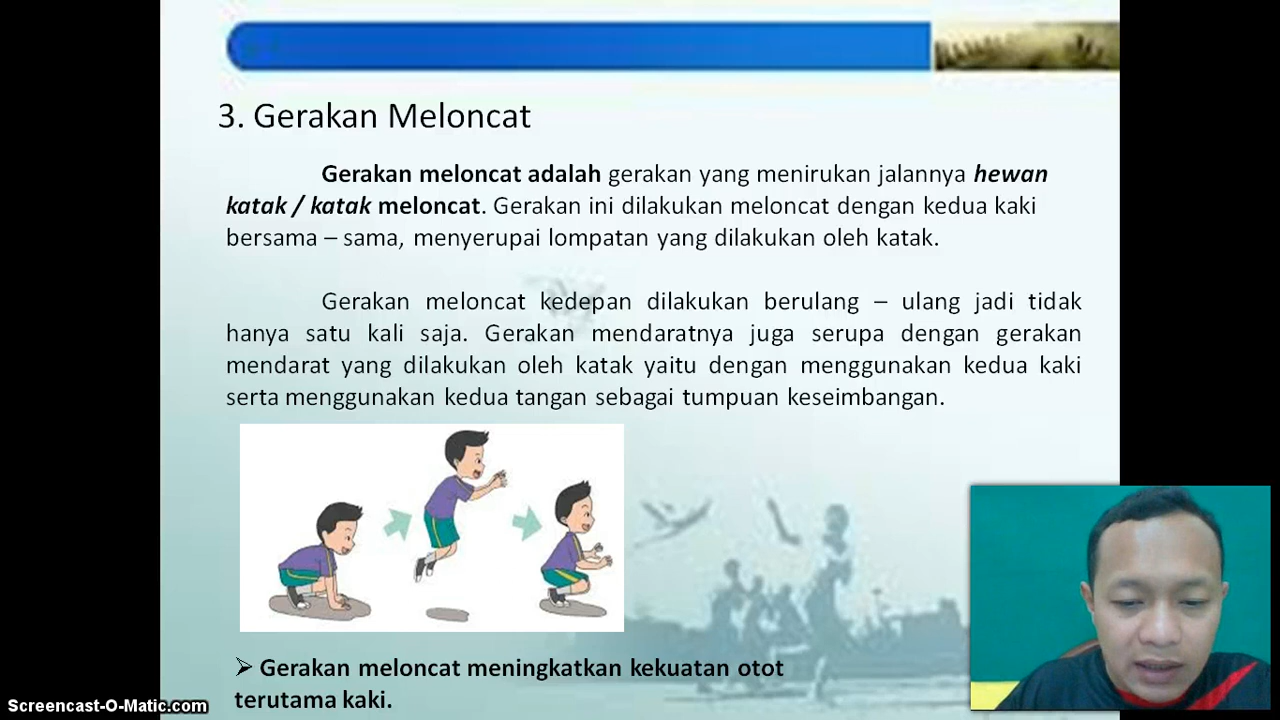 3. Gerakan Meloncat
Gerakan meloncat adalah gerakan yang menirukan jalannya hewan
katak / katak meloncat. Gerakan ini dilakukan meloncat dengan kedua kaki
bersama – sama, menyerupai lompatan yang dilakukan oleh katak.
Gerakan meloncat kedepan dilakukan berulang – ulang jadi tidak
hanya satu kali saja. Gerakan mendaratnya juga serupa dengan gerakan
mendarat yang dilakukan oleh katak yaitu dengan menggunakan kedua kaki
serta menggunakan kedua tangan sebagai tumpuan keseimbangan.
➢ Gerakan meloncat meningkatkan kekuatan otot
terutama kaki.
Screencast-O-Matic.com